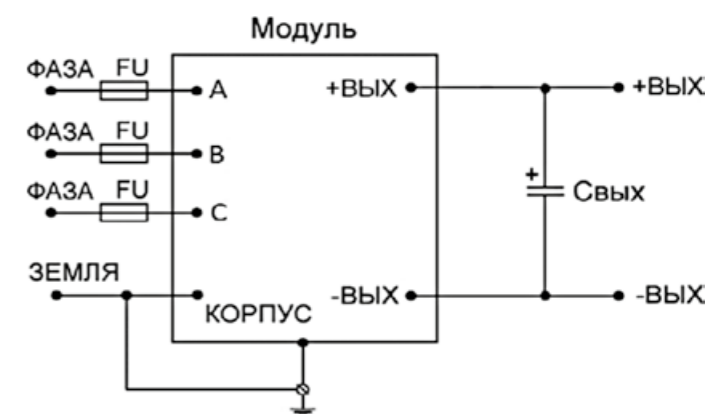 Модуль
ФАЗА FU
A
+ВЫХ
+ВЫХ
ФАЗА FU
B
+
Свых
ФАЗА FU
C
ЗЕМЛЯ
КОРПУС
-ВЫХ
-ВЫХ